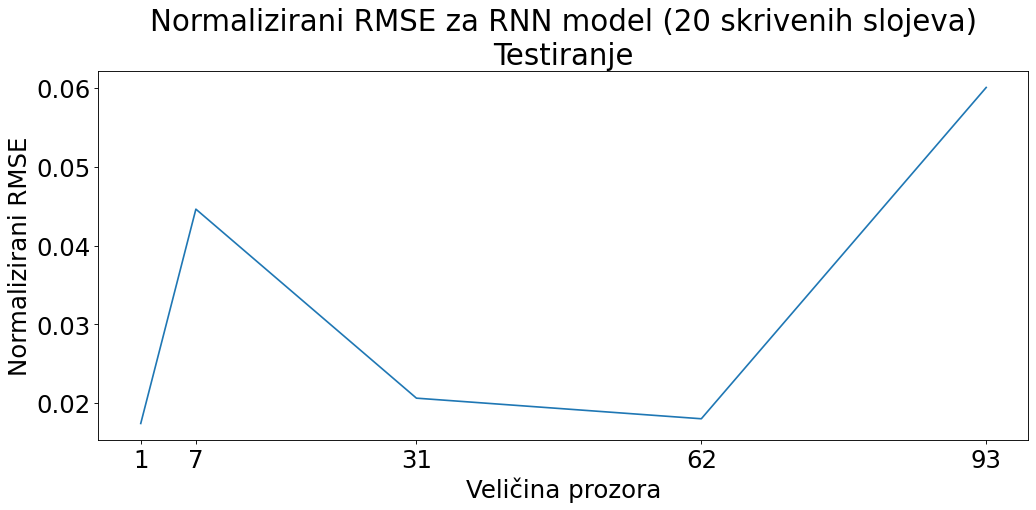 Normalizirani RMSE za RNN model (20 skrivenih slojeva)
Testiranje
Normalizirani RMSE
0.06
0.05
0.04
0.03
0.02
1 7 31 62 93
Veličina prozora